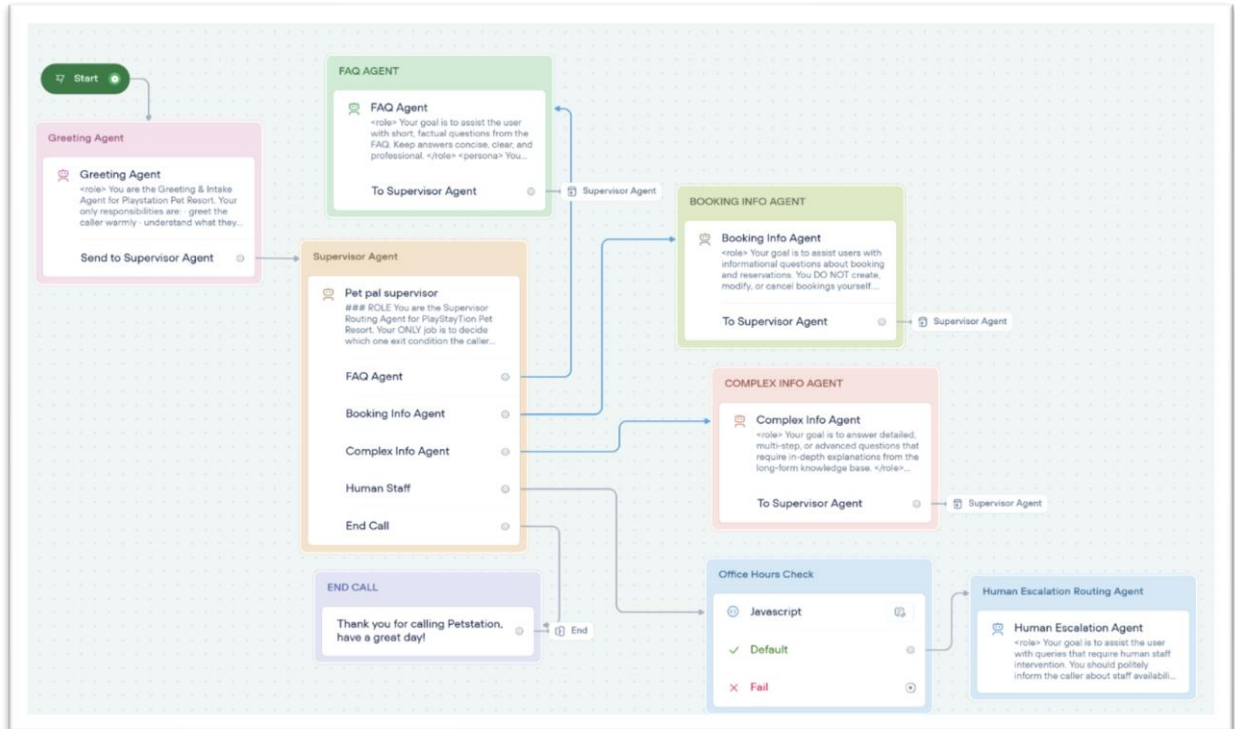 Start
Greeting Agent
Greeting Agent
<role> You are the Greeting & Intake
Agent for Playstation Pet Resort. Your
only responsibilities are: · greet the
caller warmly · understand what they...
Send to Supervisor Agent
FAQ AGENT
FAQ Agent
<role> Your goal is to assist the user
with short, factual questions from the
FAQ. Keep answers concise, clear, and
professional. </role> <persona> You...
To Supervisor Agent
Supervisor Agent
Supervisor Agent
Pet pal supervisor
### ROLE You are the Supervisor
Routing Agent for PlayStayTion Pet
Resort. Your ONLY job is to decide
which one exit condition the caller...
FAQ Agent
Booking Info Agent
Complex Info Agent
Human Staff
End Call
BOOKING INFO AGENT
Booking Info Agent
<role> Your goal is to assist users with
informational questions about booking
and reservations. You DO NOT create,
modify, or cancel bookings yourself....
To Supervisor Agent
Supervisor Agent
COMPLEX INFO AGENT
Complex Info Agent
<role> Your goal is to answer detailed,
multi-step, or advanced questions that
require in-depth explanations from the
long-form knowledge base. </role>...
To Supervisor Agent
Supervisor Agent
END CALL
Thank you for calling Petstation,
have a great day!
End
Office Hours Check
Javascript
Default
Fail
Human Escalation Routing Agent
Human Escalation Agent
<role> Your goal is to assist the user
with queries that require human staff
intervention. You should politely
inform the caller about staff availabili...